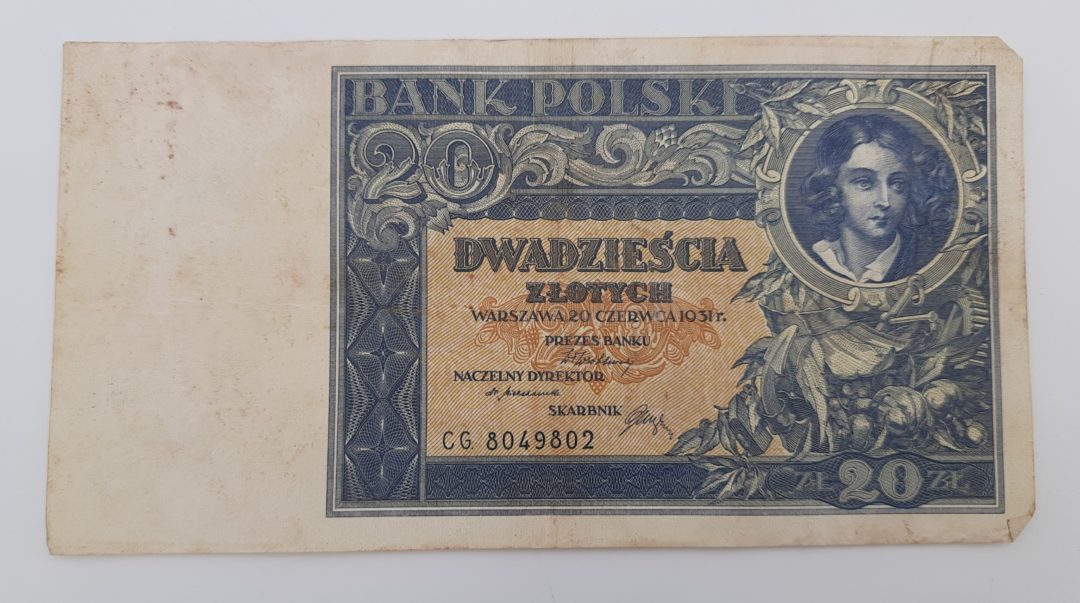 BANK POLSKI
20
DWADZIEŚCIA
ZŁOTYCH
WARSZAWA 20 CZERWCA 1931 r.
PREZES BANKU
NACZELNY DYREKTOR
SKARBNIK
CG. 8049802
ZŁ 20 ZŁ